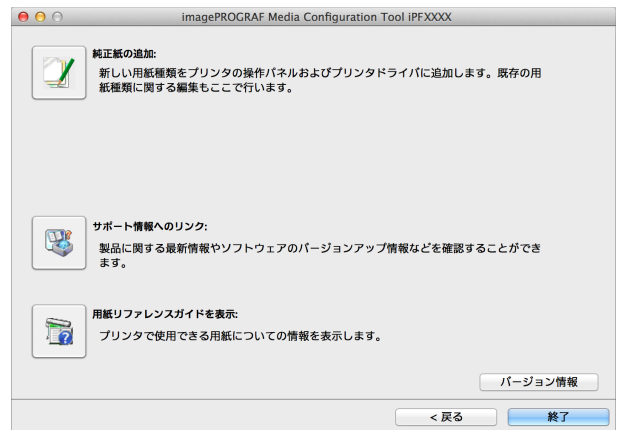 imagePROGRAF Media Configuration Tool iPFXXXX
純正紙の追加:
新しい用紙種類をプリンタの操作パネルおよびプリンタドライバに追加します。既存の用
紙種類に関する編集もここで行います。
サポート情報へのリンク:
製品に関する最新情報やソフトウェアのバージョンアップ情報などを確認することができ
ます。
用紙リファレンスガイドを表示:
プリンタで使用できる用紙についての情報を表示します。
バージョン情報
< 戻る
終了